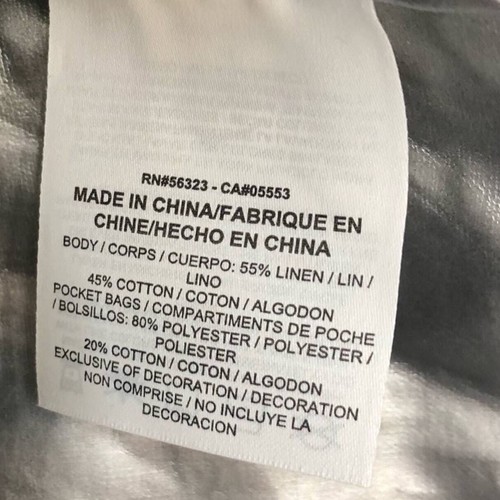 RN#56323 - CA#05553
MADE IN CHINA/FABRIQUE EN
CHINE/HECHO EN CHINA
BODY / CORPS / CUERPO: 55% LINEN / LIN /
LINO
45% COTTON / COTON / ALGODON
POCKET BAGS / COMPARTIMENTS DE POCHE
/ BOLSILLOS: 80% POLYESTER / POLYESTER /
POLIESTER
20% COTTON / COTON / ALGODON
EXCLUSIVE OF DECORATION / DECORATION
NON COMPRISE / NO INCLUYE LA
DECORACION